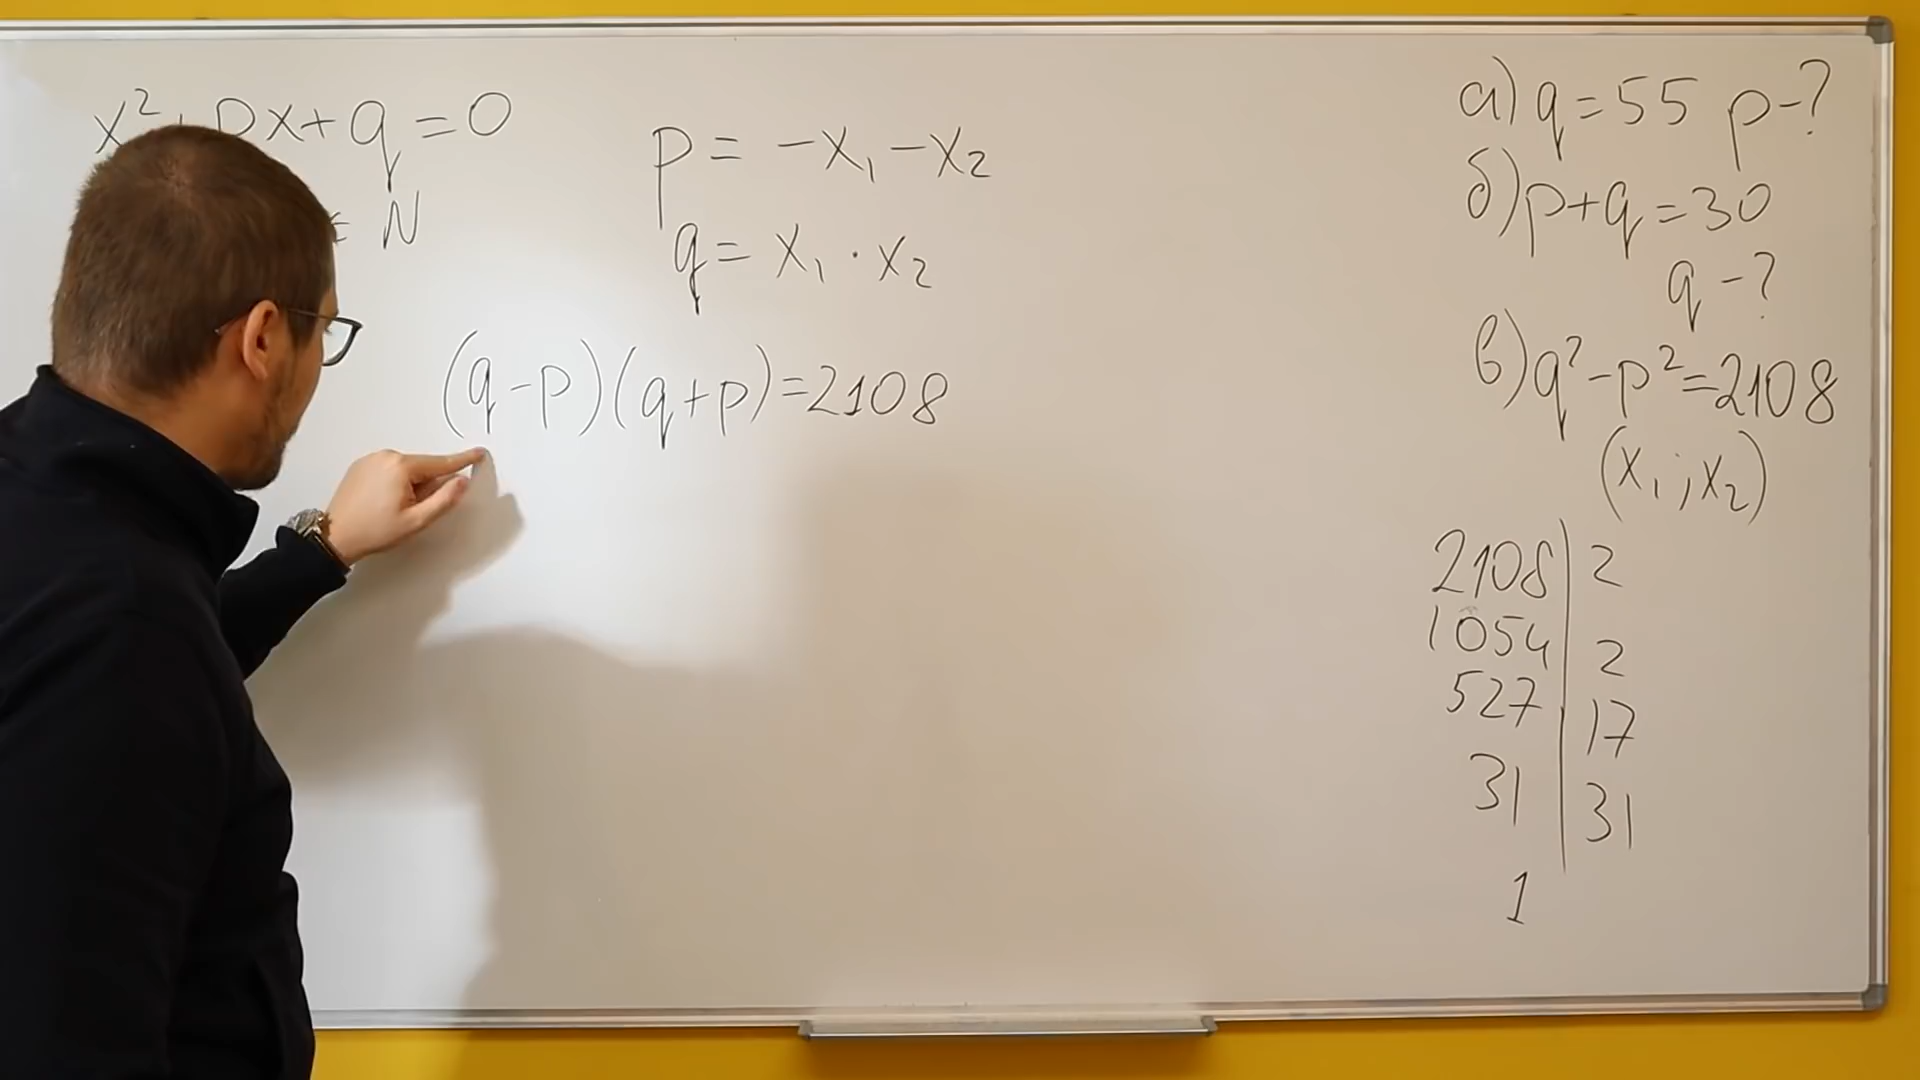 x² + px + q = 0
∈ N
p = -x₁ - x₂
q = x₁ · x₂
(q - p)(q + p) = 2108
а) q = 55 p - ?
б) p + q = 30
q - ?
в) q² - p² = 2108
(x₁; x₂)
2108 | 2
1054 | 2
527 | 17
31 | 31
1